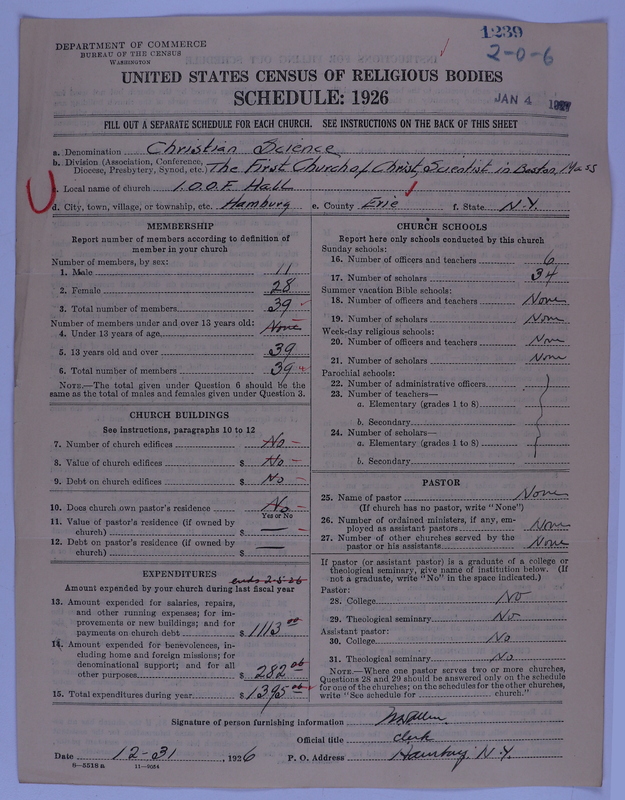 1239
2-0-6
DEPARTMENT OF COMMERCE
BUREAU OF THE CENSUS
WASHINGTON
UNITED STATES CENSUS OF RELIGIOUS BODIES
SCHEDULE: 1926
JAN 4 1927
FILL OUT A SEPARATE SCHEDULE FOR EACH CHURCH. SEE INSTRUCTIONS ON THE BACK OF THIS SHEET
a. Denomination Christian Science
b. Division (Association, Conference, Diocese, Presbytery, Synod, etc.) The First Church of Christ, Scientist in Boston, Mass
c. Local name of church I.O.O.F. Hall
d. City, town, village, or township, etc. Hamburg e. County Erie f. State N.Y.
MEMBERSHIP
Report number of members according to definition of
member in your church
Number of members, by sex:
1. Male 11
2. Female 28
3. Total number of members 39
Number of members under and over 13 years old:
4. Under 13 years of age None
5. 13 years old and over 39
6. Total number of members 39
NOTE.—The total given under Question 6 should be the
same as the total of males and females given under Question 3.
CHURCH BUILDINGS
See instructions, paragraphs 10 to 12
7. Number of church edifices No
8. Value of church edifices $ No
9. Debt on church edifices $ No
10. Does church own pastor's residence No
Yes or No
11. Value of pastor's residence (if owned by
church) $ —
12. Debt on pastor's residence (if owned by
church) $ —
EXPENDITURES
ends 2-5-26
Amount expended by your church during last fiscal year
13. Amount expended for salaries, repairs,
and other running expenses; for im-
provements or new buildings; and for
payments on church debt $ 1113 00
14. Amount expended for benevolences, in-
cluding home and foreign missions; for
denominational support; and for all
other purposes $ 282 06
15. Total expenditures during year $ 1395 06
CHURCH SCHOOLS
Report here only schools conducted by this church
Sunday schools:
16. Number of officers and teachers 6
17. Number of scholars 34
Summer vacation Bible schools:
18. Number of officers and teachers None
19. Number of scholars None
Week-day religious schools:
20. Number of officers and teachers None
21. Number of scholars None
Parochial schools:
22. Number of administrative officers
23. Number of teachers—
a. Elementary (grades 1 to 8)
b. Secondary
24. Number of scholars—
a. Elementary (grades 1 to 8)
b. Secondary
PASTOR
25. Name of pastor None
(If church has no pastor, write "None")
26. Number of ordained ministers, if any, em-
ployed as assistant pastors None
27. Number of other churches served by the
pastor or his assistants None
If pastor (or assistant pastor) is a graduate of a college or
theological seminary, give name of institution below. (If
not a graduate, write "No" in the space indicated.)
Pastor:
28. College No
29. Theological seminary No
Assistant pastor:
30. College No
31. Theological seminary No
NOTE.—Where one pastor serves two or more churches,
Questions 28 and 29 should be answered only on the schedule
for one of the churches; on the schedules for the other churches,
write "See schedule for church."
Signature of person furnishing information
Official title clerk
Date 12-31, 1926 P. O. Address Hamburg, N.Y.
8-5518a 11-9054